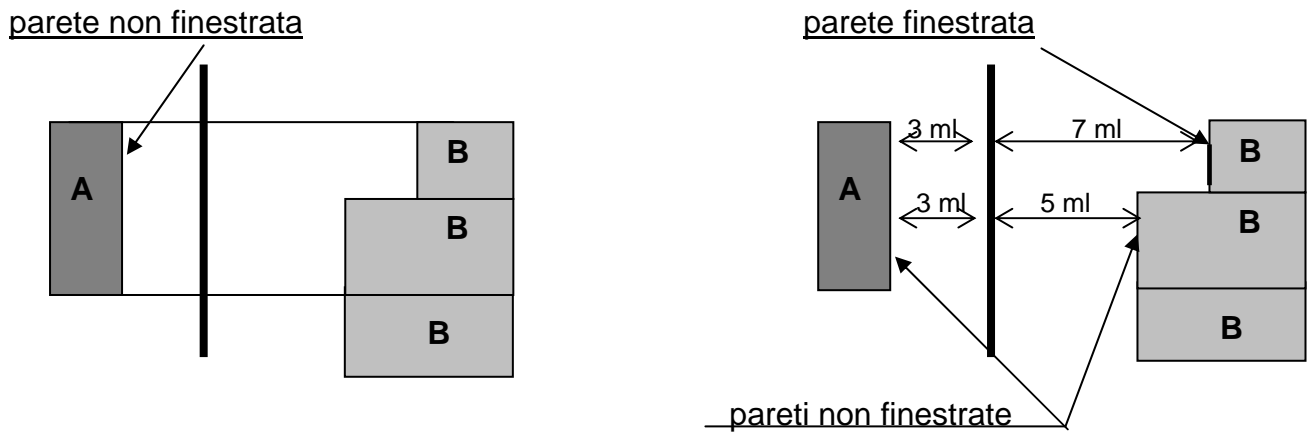 parete non finestrata
B
A
B
B
parete finestrata
3 ml 7 ml
B
A
3 ml 5 ml
B
B
pareti non finestrate